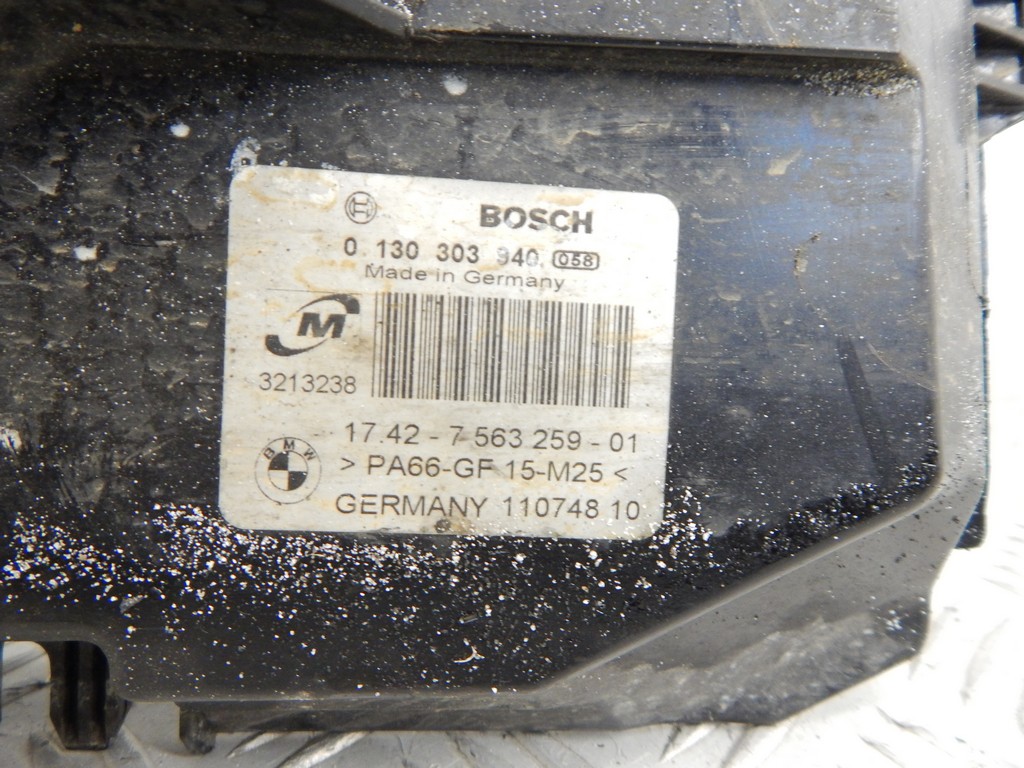 BOSCH
0 130 303 940 058
Made in Germany
M
3213238
17.42 - 7 563 259 - 01
> PA66-GF 15-M25 <
BMW
GERMANY 110748 10